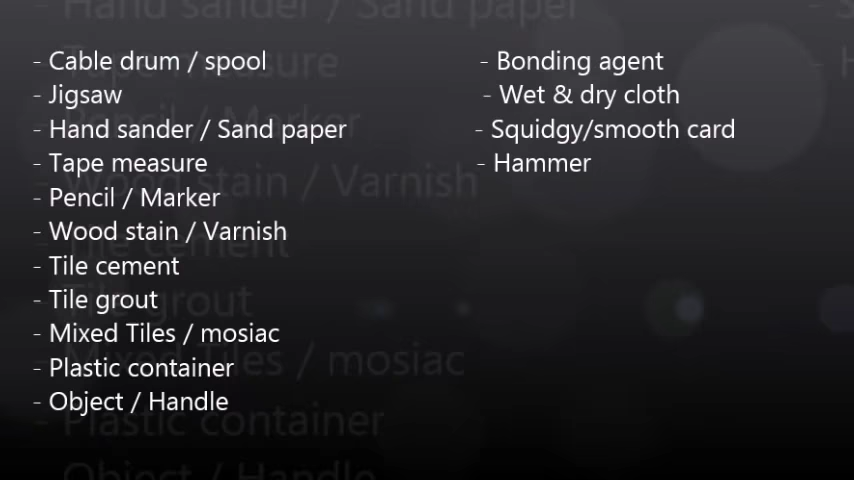 - Cable drum / spool
- Jigsaw
- Hand sander / Sand paper
- Tape measure
- Pencil / Marker
- Wood stain / Varnish
- Tile cement
- Tile grout
- Mixed Tiles / mosiac
- Plastic container
- Object / Handle
- Bonding agent
- Wet & dry cloth
- Squidgy/smooth card
- Hammer